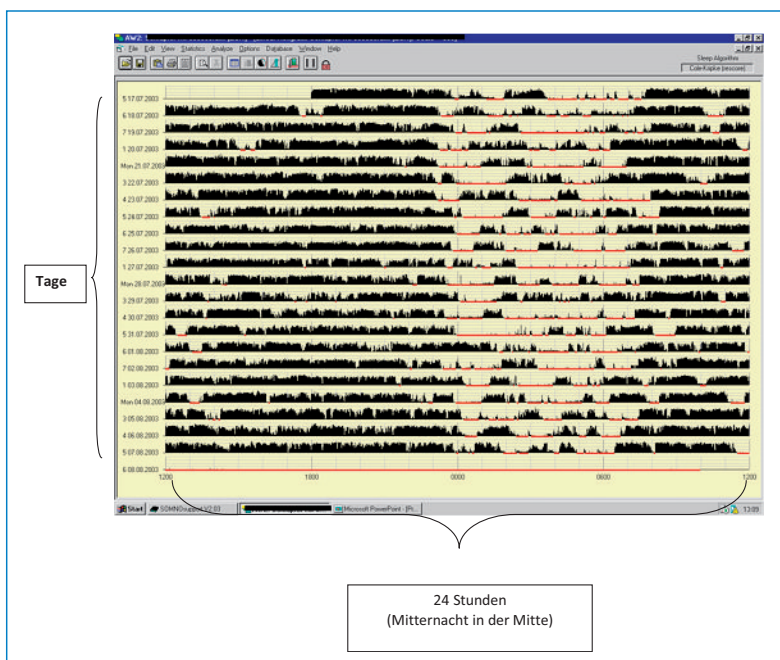 AW2:
File Edit View Statistics Analyze Options Database Window Help
Sleep Algorithm
Cole-Kripke (rescore)
5 17.07.2003
6 18.07.2003
7 19.07.2003
1 20.07.2003
Mon 21.07.2003
3 22.07.2003
4 23.07.2003
5 24.07.2003
6 25.07.2003
7 26.07.2003
1 27.07.2003
Mon 28.07.2003
3 29.07.2003
4 30.07.2003
5 31.07.2003
6 01.08.2003
7 02.08.2003
1 03.08.2003
Mon 04.08.2003
3 05.08.2003
4 06.08.2003
5 07.08.2003
6 08.08.2003
1200 1800 0000 0600 1200
Tage
Start Microsoft PowerPoint - [Pr... 13:09
24 Stunden
(Mitternacht in der Mitte)